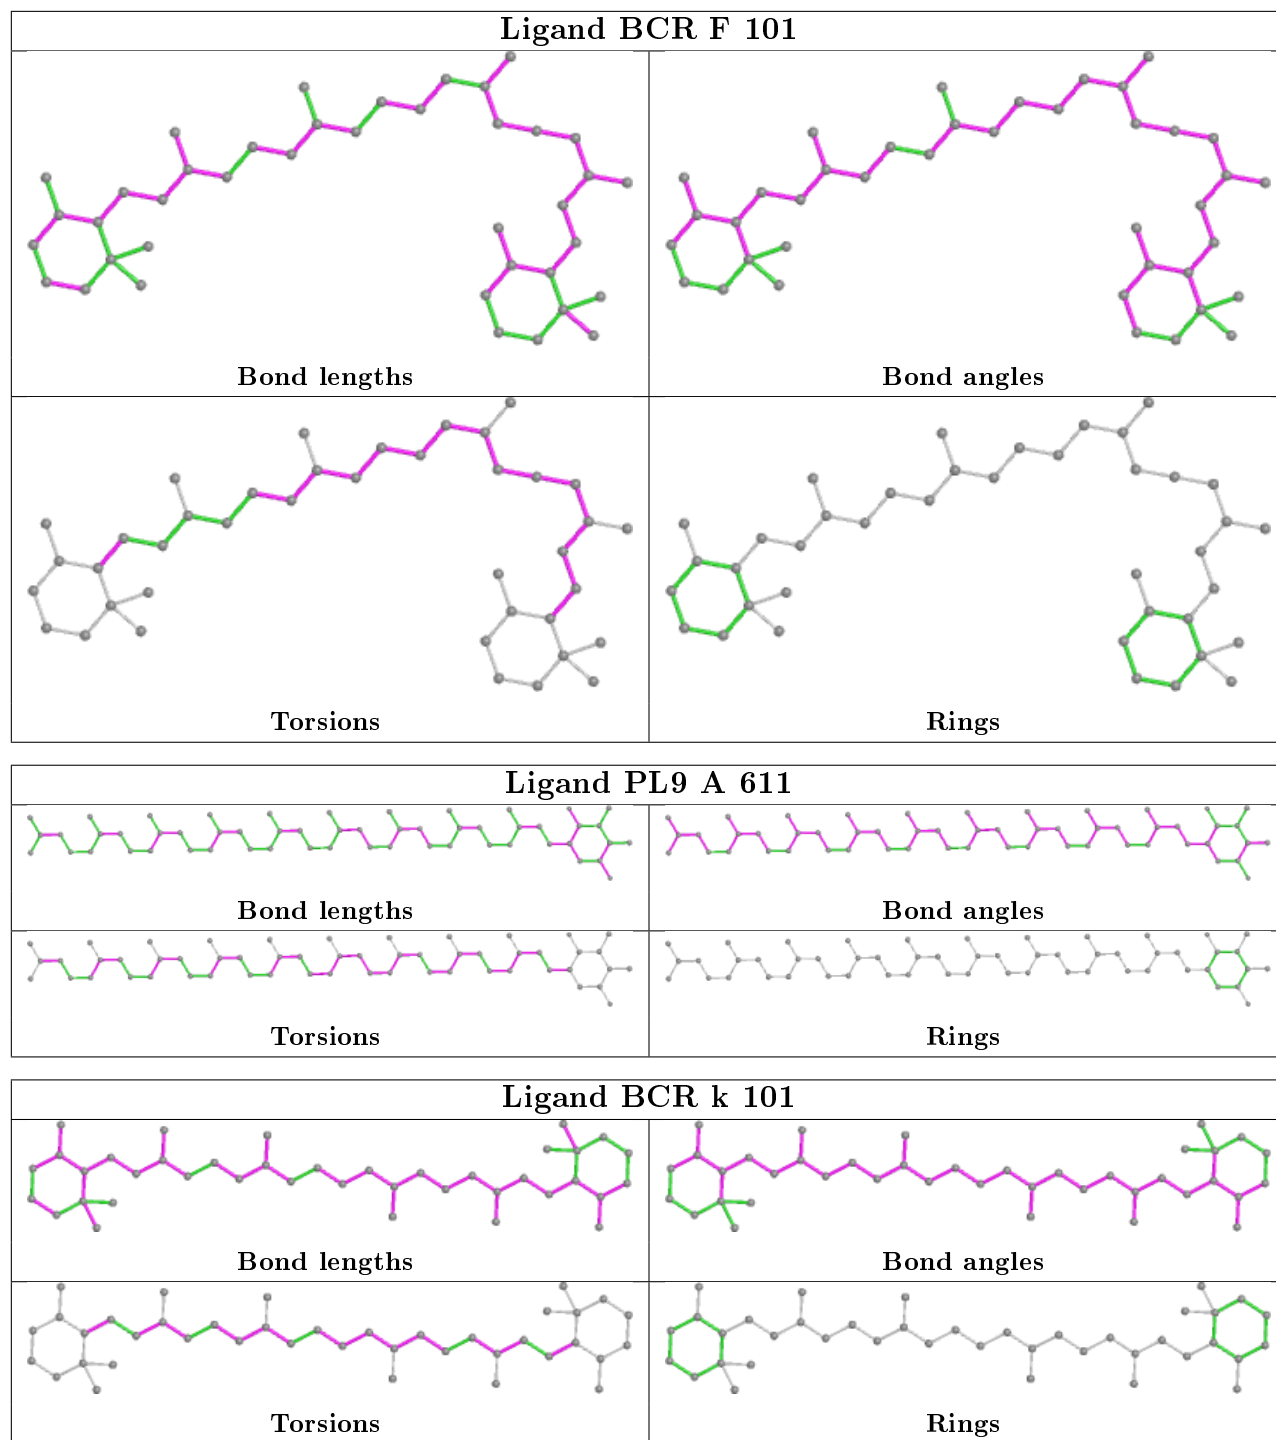 Ligand BCR F 101
Bond lengths
Bond angles
Torsions
Rings
Ligand PL9 A 611
Bond lengths
Bond angles
Torsions
Rings
Ligand BCR k 101
Bond lengths
Bond angles
Torsions
Rings